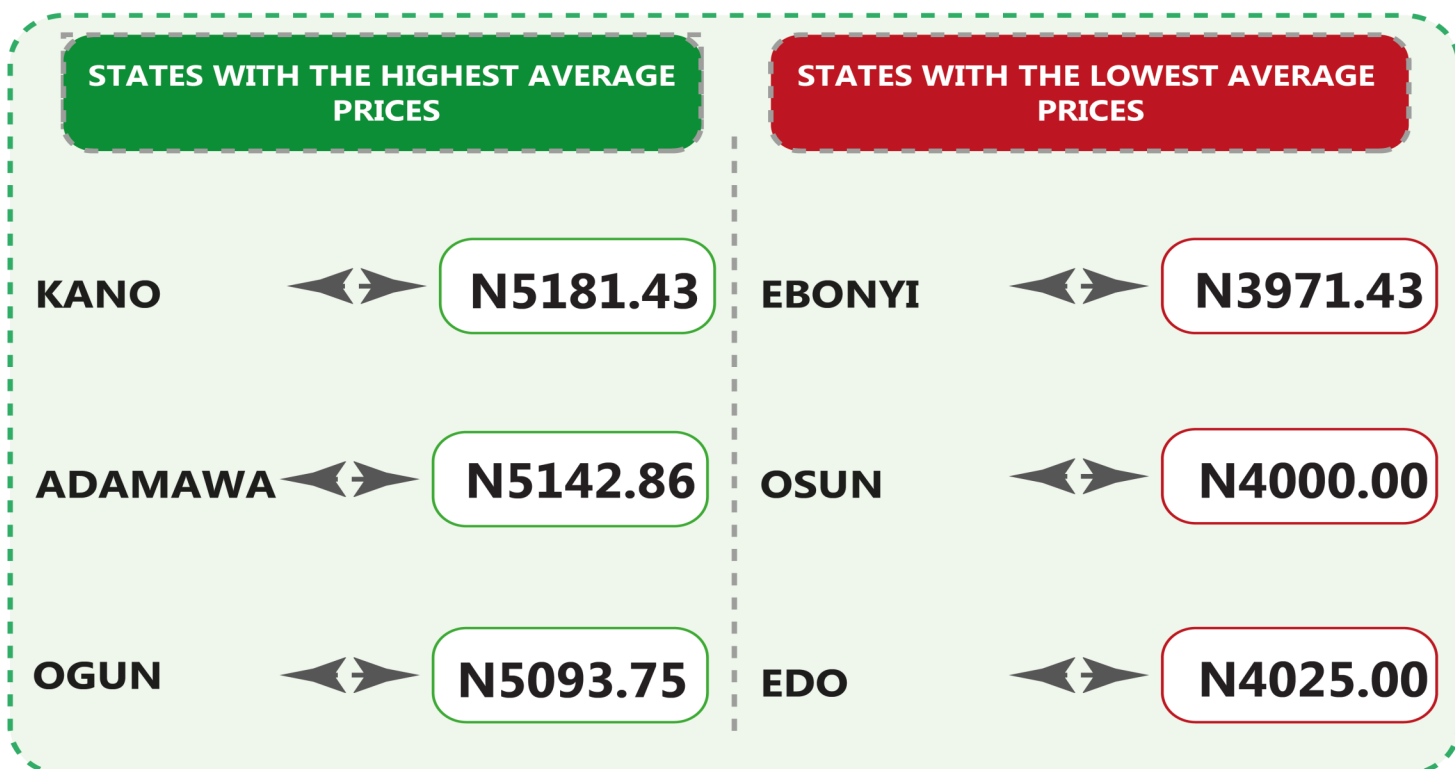 STATES WITH THE HIGHEST AVERAGE
PRICES
KANO N5181.43
ADAMAWA N5142.86
OGUN N5093.75
STATES WITH THE LOWEST AVERAGE
PRICES
EBONYI N3971.43
OSUN N4000.00
EDO N4025.00